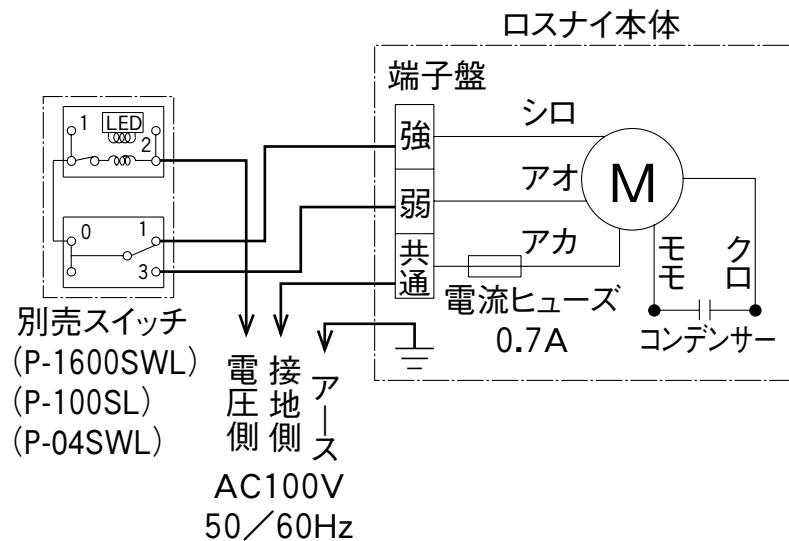 ロスナイ本体
端子盤
強
弱
共通
シロ
アオ
アカ
M
モモ
クロ
電流ヒューズ
0.7A
コンデンサー
1
LED
2
0
1
3
別売スイッチ
(P-1600SWL)
(P-100SL)
(P-04SWL)
電圧側
接地側
アース
AC100V
50／60Hz